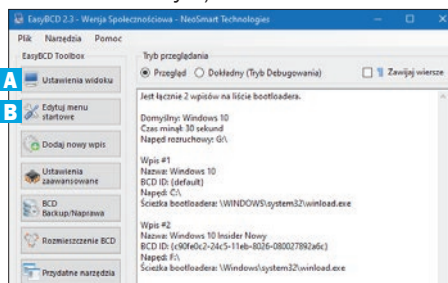 EasyBCD 2.3 - Wersja Społecznościowa - NeoSmart Technologies
Plik Narzędzia Pomoc
EasyBCD Toolbox
Ustawienia widoku
Edytuj menu
startowe
Dodaj nowy wpis
Ustawienia
zaawansowane
BCD
Backup/Naprawa
Rozmieszczenie BCD
Przydatne narzędzia
A
B
Tryb przeglądania
Przegląd Dokładny (Tryb Debugowania) Zawijaj wiersze
Jest łącznie 2 wpisów na liście bootloadera.
Domyślny: Windows 10
Czas minął: 30 sekund
Napęd rozruchowy: G:\
Wpis #1
Nazwa: Windows 10
BCD ID: {default}
Napęd: C:\
Ścieżka bootloadera: \WINDOWS\system32\winload.exe
Wpis #2
Nazwa: Windows 10 Insider Nowy
BCD ID: {c90fe0c2-24c5-11eb-8026-080027892a6c}
Napęd: F:\
Ścieżka bootloadera: \Windows\system32\winload.exe